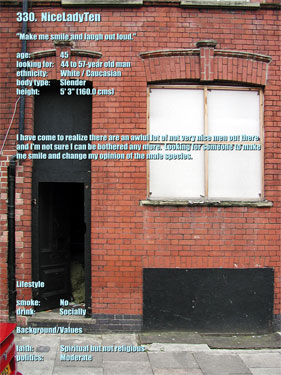 330. NiceLadyTen
"Make me smile and laugh out loud."
age: 45
looking for: 44 to 57-year old man
ethnicity: White / Caucasian
body type: Slender
height: 5' 3" (160.0 cms)
I have come to realize there are an awful lot of not very nice men out there
and I'm not sure I can be bothered any more. Looking for someone to make
me smile and change my opinion of the male species.
Lifestyle
smoke: No
drink: Socially
Background/Values
faith: Spiritual but not religious
politics: Moderate